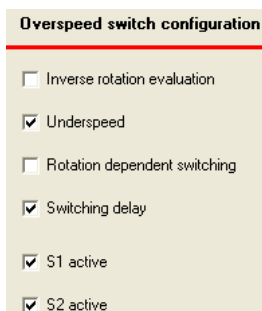 Overspeed switch configuration
Inverse rotation evaluation
Underspeed
Rotation dependent switching
Switching delay
S1 active
S2 active